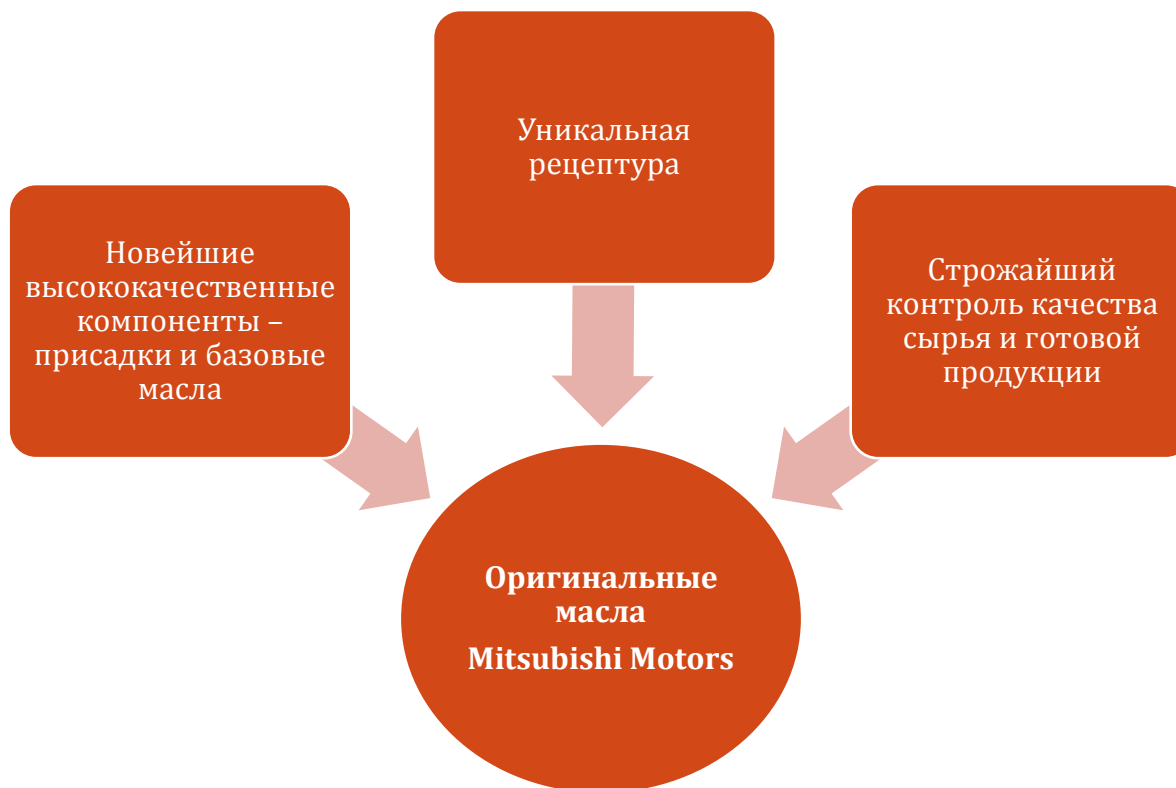 Уникальная
рецептура
Новейшие
высококачественные
компоненты –
присадки и базовые
масла
Строжайший
контроль качества
сырья и готовой
продукции
Оригинальные
масла
Mitsubishi Motors